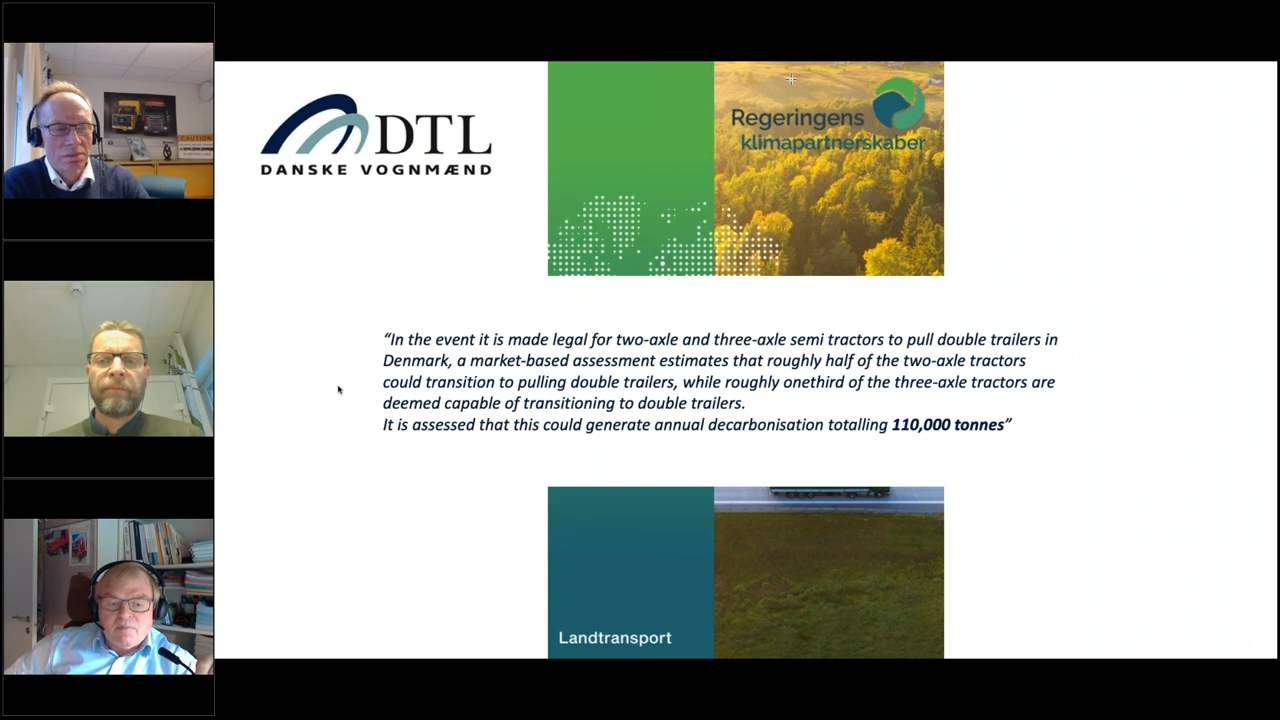 CAUTION
DTL
DANSKE VOGNMÆND
Regeringens
klimapartnerskaber
“In the event it is made legal for two-axle and three-axle semi tractors to pull double trailers in
Denmark, a market-based assessment estimates that roughly half of the two-axle tractors
could transition to pulling double trailers, while roughly onethird of the three-axle tractors are
deemed capable of transitioning to double trailers.
It is assessed that this could generate annual decarbonisation totalling 110,000 tonnes”
Landtransport